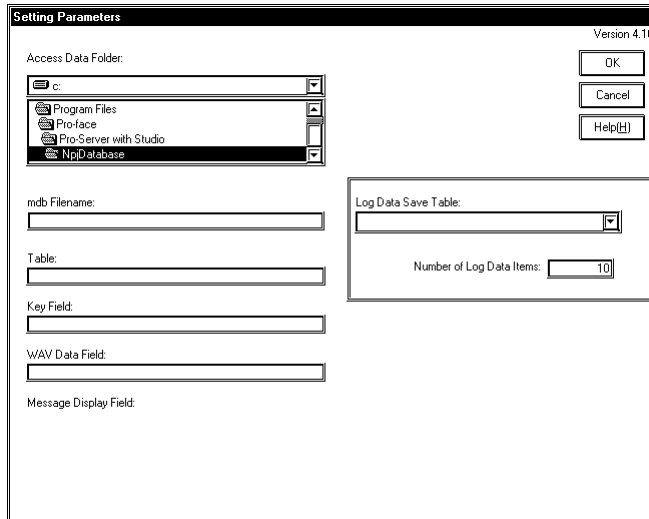 Setting Parameters
Version 4.10
Access Data Folder:
c:
Program Files
Pro-face
Pro-Server with Studio
NpjDatabase
OK
Cancel
Help(H)
mdb Filename:
Table:
Key Field:
WAV Data Field:
Message Display Field:
Log Data Save Table:
Number of Log Data Items: 10